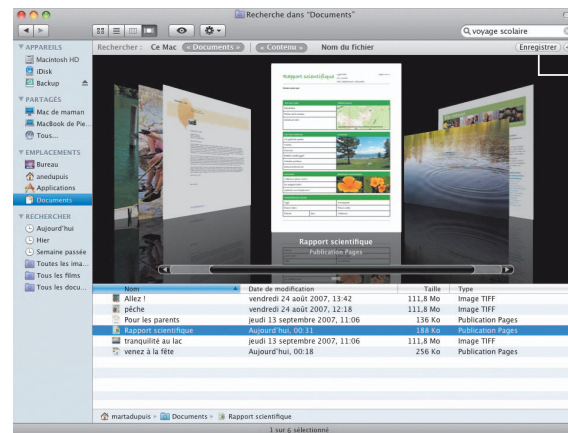 Recherche dans "Documents"
voyage scolaire
Rechercher : Ce Mac « Documents » « Contenu » Nom du fichier Enregistrer
APPAREILS
Macintosh HD
iDisk
Backup
PARTAGÉS
Mac de maman
MacBook de Pie...
Tous...
EMPLACEMENTS
Bureau
anedupuis
Applications
Documents
RECHERCHER
Aujourd'hui
Hier
Semaine passée
Toutes les ima...
Tous les films
Tous les docu...
Rapport scientifique
Rapport scientifique
Publication Pages
Nom Date de modification Taille Type
Allez ! vendredi 24 août 2007, 13:42 111,8 Mo Image TIFF
pêche vendredi 24 août 2007, 12:18 111,8 Mo Image TIFF
Pour les parents jeudi 13 septembre 2007, 11:06 136 Ko Publication Pages
Rapport scientifique Aujourd'hui, 00:31 188 Ko Publication Pages
tranquilité au lac jeudi 13 septembre 2007, 11:06 111,8 Mo Image TIFF
venez à la fête Aujourd'hui, 00:18 256 Ko Publication Pages
martadupuis Documents Rapport scientifique
1 sur 6 sélectionné